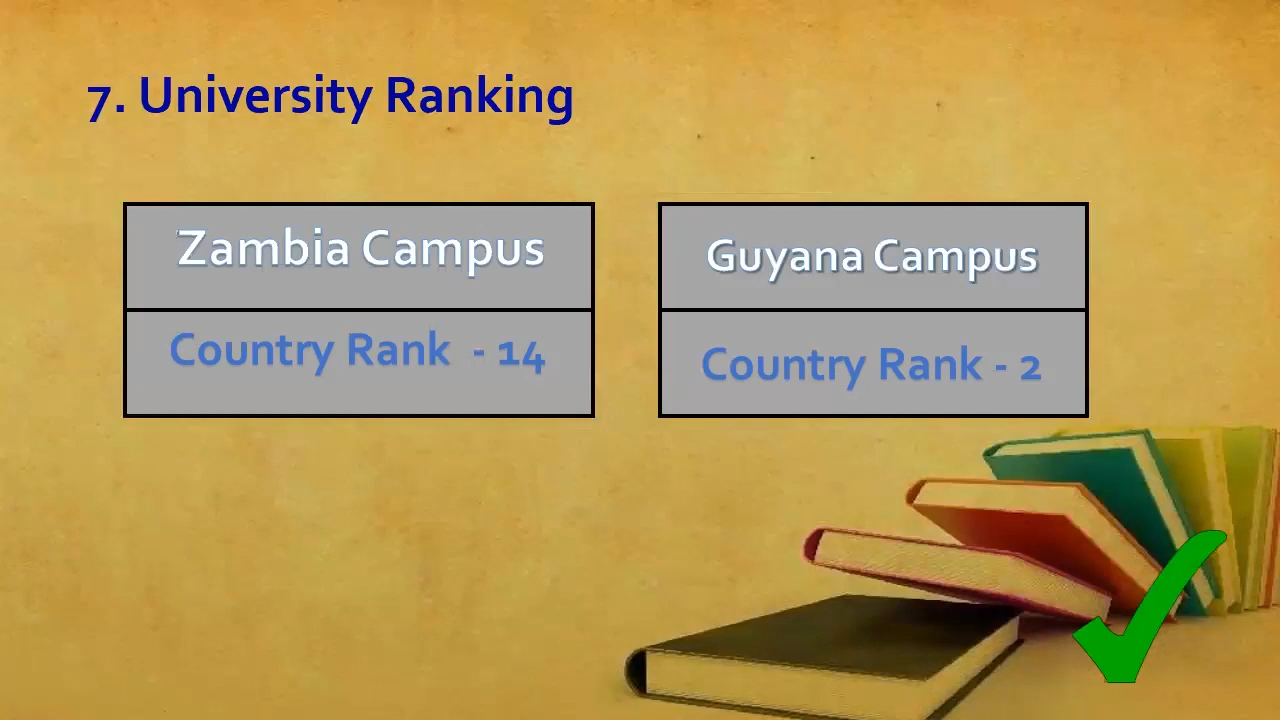 7. University Ranking
Zambia Campus
Guyana Campus
Country Rank - 14
Country Rank - 2